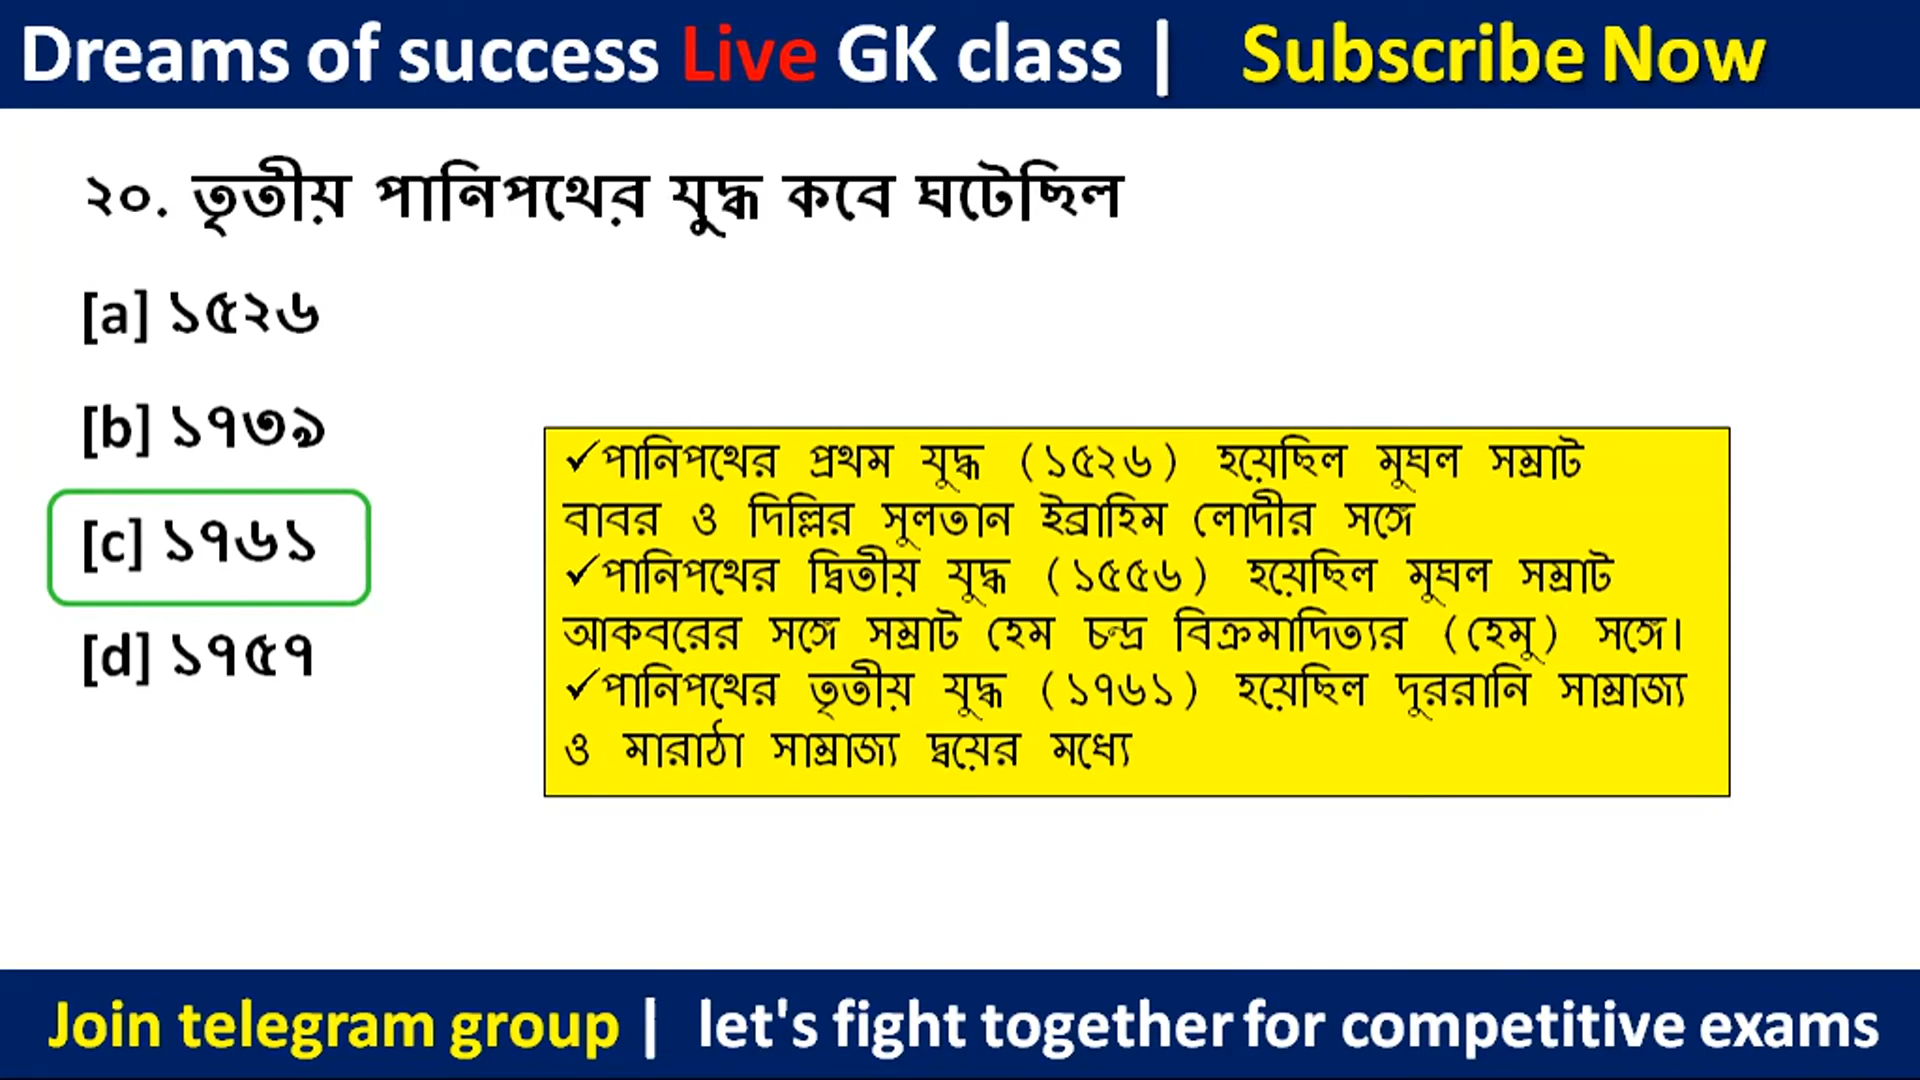 Dreams of success Live GK class | Subscribe Now
২০. তৃতীয় পানিপথের যুদ্ধ কবে ঘটেছিল
[a] ১৫২৬
[b] ১৭৩৯
[c] ১৭৬১
[d] ১৭৫৭
✓পানিপথের প্রথম যুদ্ধ (১৫২৬) হয়েছিল মুঘল সম্রাট
বাবর ও দিল্লির সুলতান ইব্রাহিম লোদীর সঙ্গে
✓পানিপথের দ্বিতীয় যুদ্ধ (১৫৫৬) হয়েছিল মুঘল সম্রাট
আকবরের সঙ্গে সম্রাট হেম চন্দ্র বিক্রমাদিত্যর (হেমু) সঙ্গে।
✓পানিপথের তৃতীয় যুদ্ধ (১৭৬১) হয়েছিল দুররানি সাম্রাজ্য
ও মারাঠা সাম্রাজ্য দ্বয়ের মধ্যে
Join telegram group | let's fight together for competitive exams